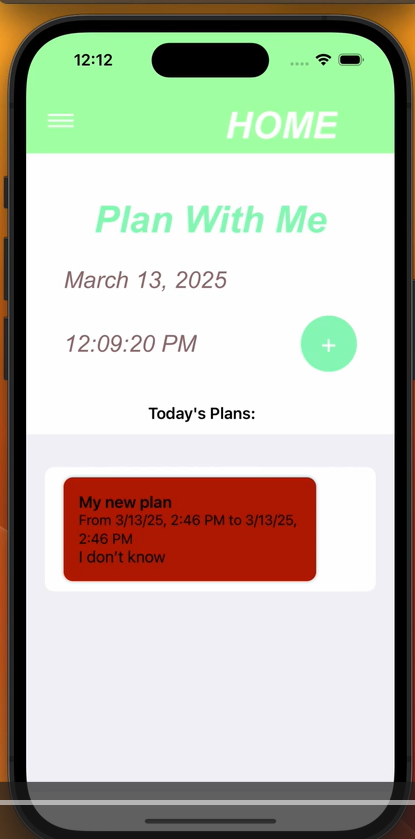 12:12
HOME
Plan With Me
March 13, 2025
12:09:20 PM
+
Today's Plans:
My new plan
From 3/13/25, 2:46 PM to 3/13/25,
2:46 PM
I don't know